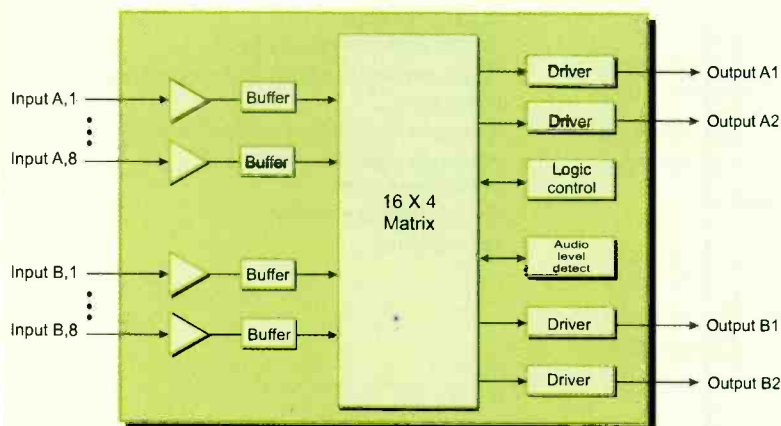 Input A,1
Buffer
Input A,8
Buffer
Input B,1
Buffer
Input B,8
Buffer
16 X 4
Matrix
Driver
Output A1
Driver
Output A2
Logic
control
Audio
level
detect
Driver
Output B1
Driver
Output B2